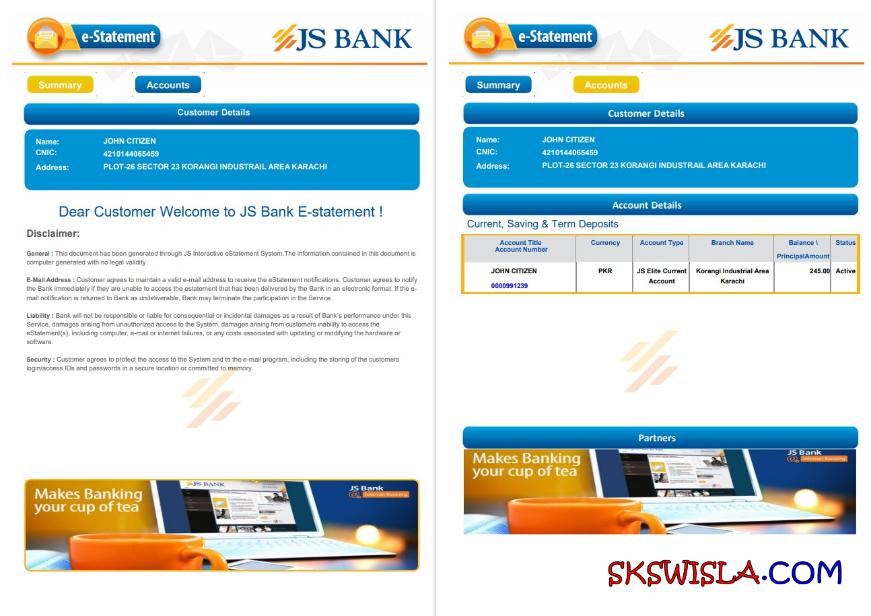 e-Statement
JS BANK
Summary
Accounts
Customer Details
Name: JOHN CITIZEN
CNIC: 4210144065459
Address: PLOT-26 SECTOR 23 KORANGI INDUSTRAIL AREA KARACHI
Dear Customer Welcome to JS Bank E-statement !
Disclaimer:
General : This document has been generated through JS Interactive eStatement System.The information contained in this document is
computer generated with no legal validity.
E-Mail Address : Customer agrees to maintain a valid e-mail address to receive the eStatement notifications. Customer agrees to notify
the Bank immediately if they are unable to access the estatement that has been delivered by the Bank in an electronic format. If the e-
mail notification is returned to Bank as undeliverable, Bank may terminate the participation in the Service.
Liability : Bank will not be responsible or liable for consequential or incidental damages as a result of Bank's performance under this
Service, damages arising from unauthorized access to the System, damages arising from customers inability to access the
eStatement(s), including computer, e-mail or internet failures, or any costs associated with updating or modifying the hardware or
software.
Security : Customer agrees to protect the access to the System and to the e-mail program, including the storing of the customers
login/access IDs and passwords in a secure location or committed to memory.
JS BANK
Makes Banking
your cup of tea
JS Bank
@ Internet Banking
e-Statement
JS BANK
Summary
Accounts
Customer Details
Name: JOHN CITIZEN
CNIC: 4210144065459
Address: PLOT-26 SECTOR 23 KORANGI INDUSTRAIL AREA KARACHI
Account Details
Current, Saving & Term Deposits
Account Title Currency Account Type Branch Name Balance \ Status
Account Number PrincipalAmount
JOHN CITIZEN PKR JS Elite Current Korangi Industrial Area 245.00 Active
Account Karachi
0000991239
Partners
Makes Banking
your cup of tea
JS Bank
@ Internet Banking
SKSWISLA.COM